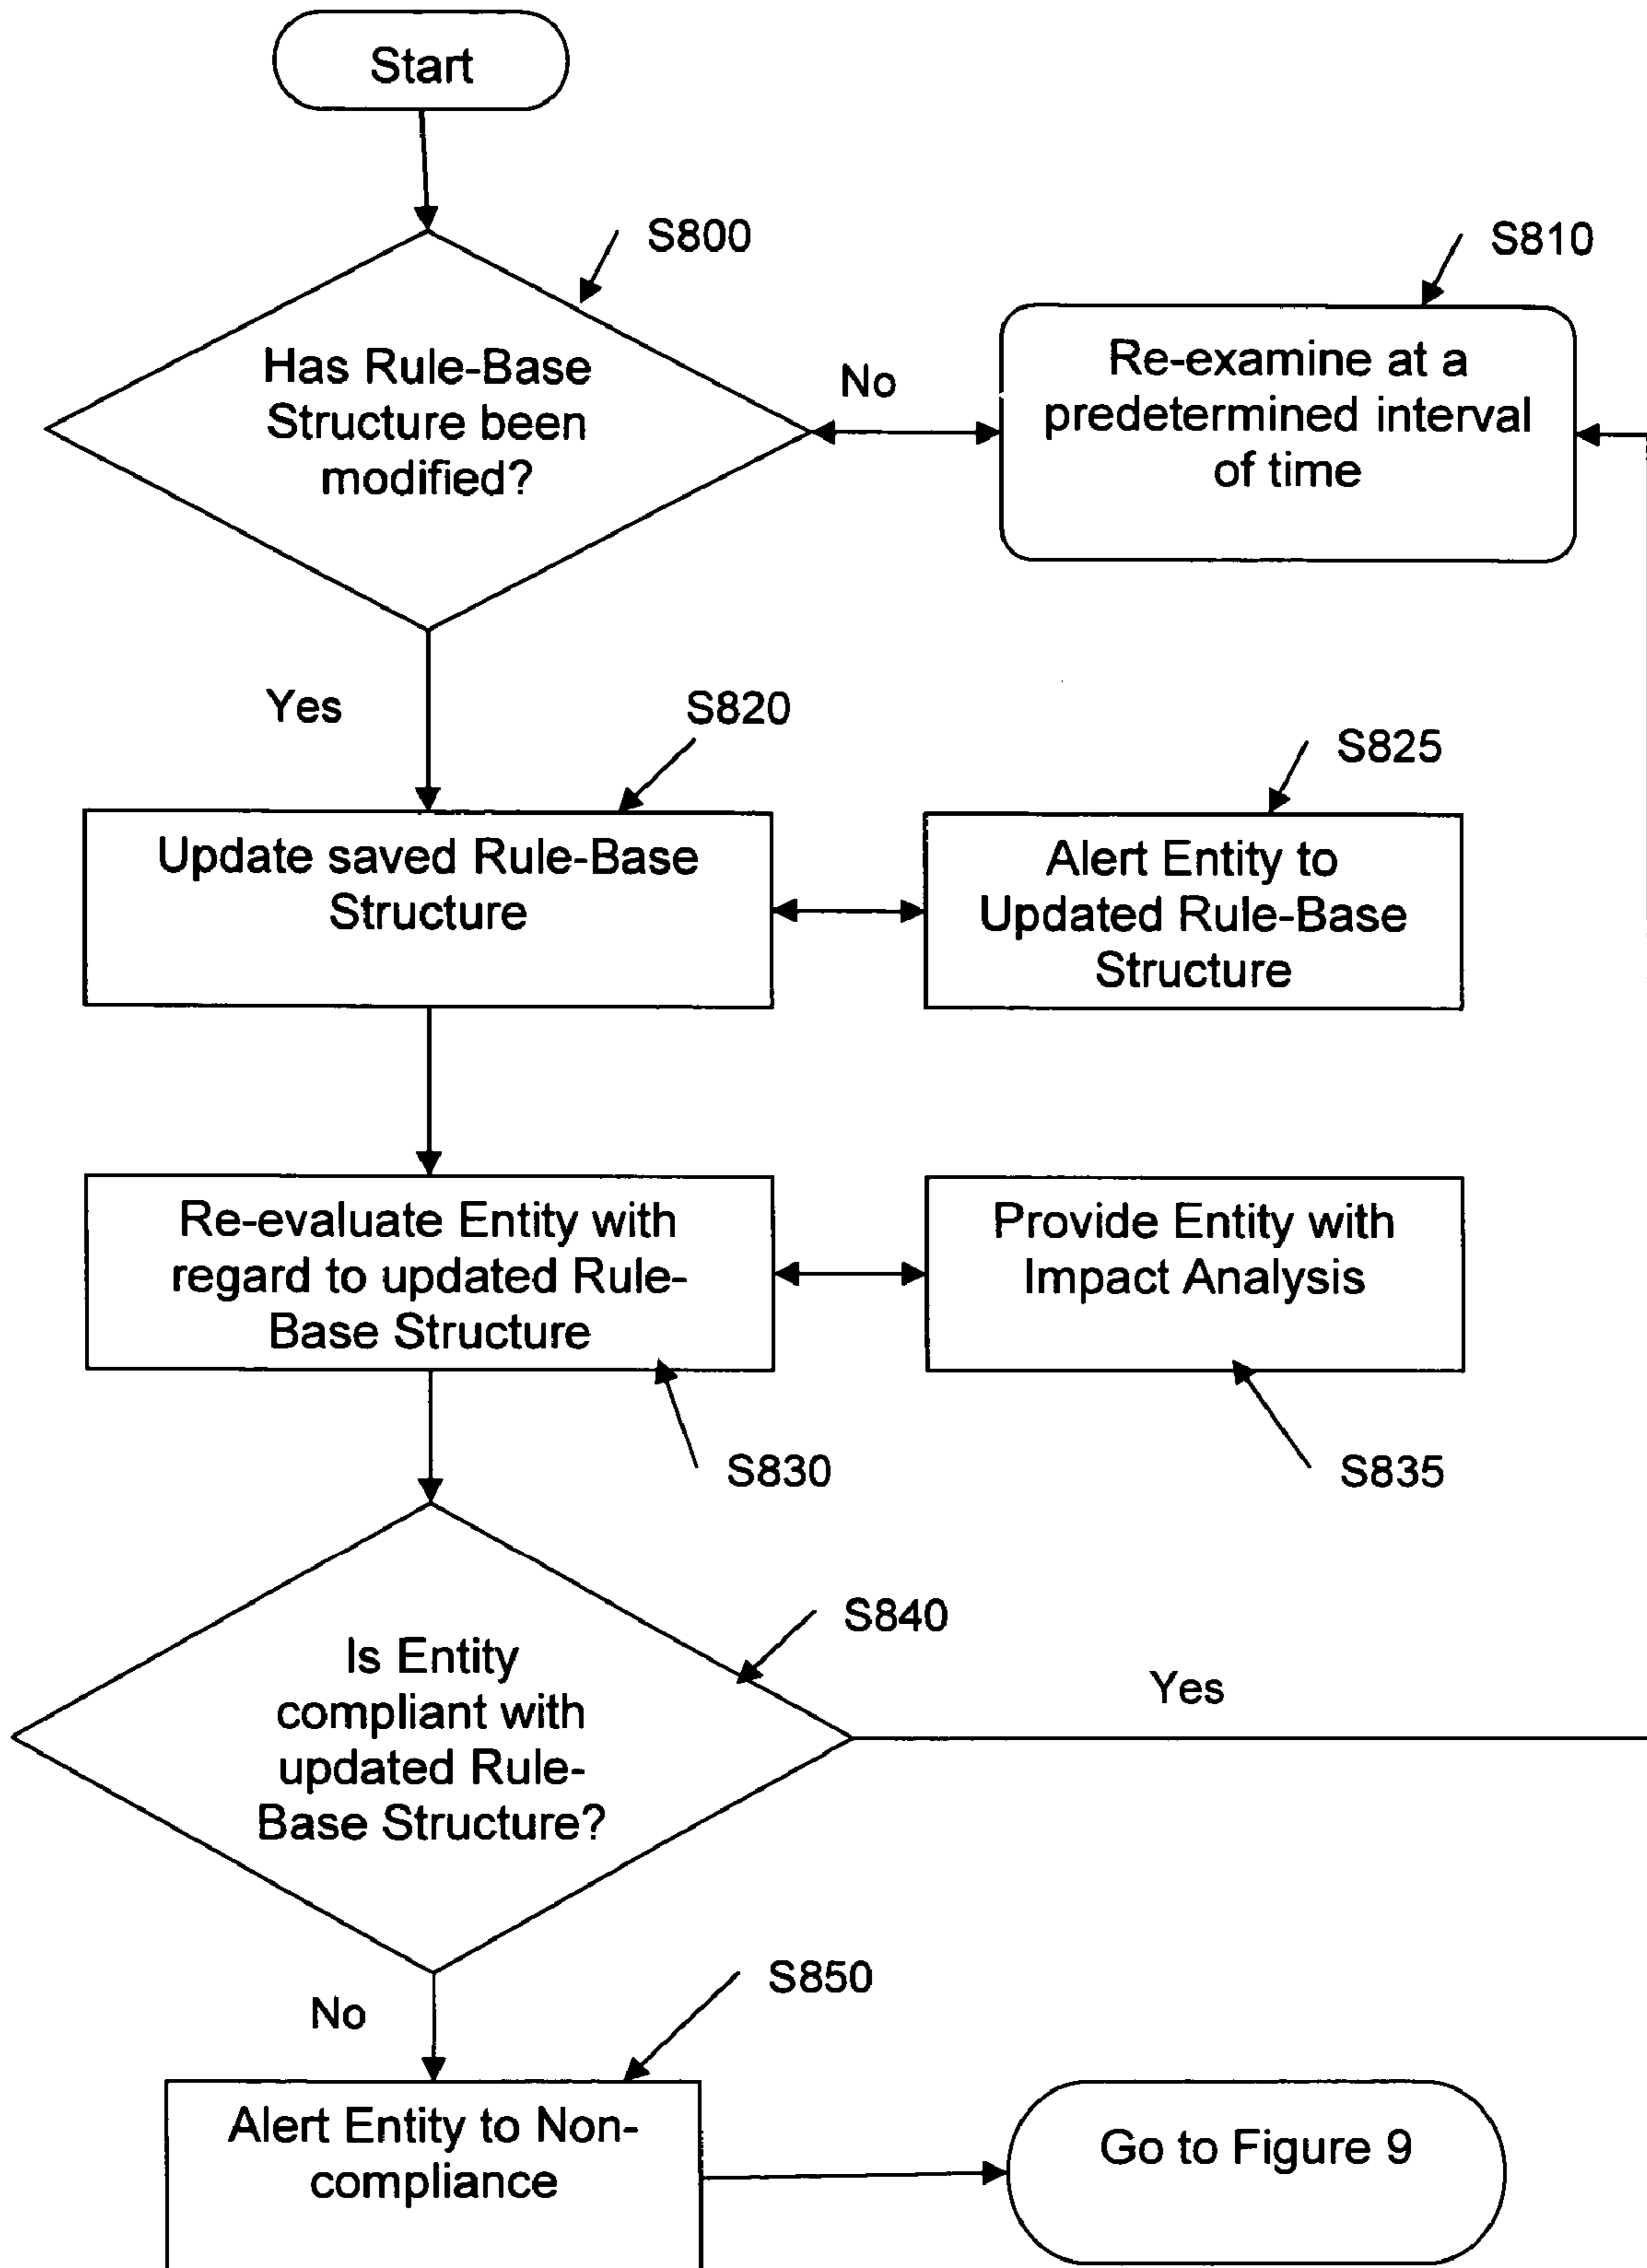 Start
S800
S810
Has Rule-Base
Structure been
modified?
No
Re-examine at a
predetermined interval
of time
Yes
S820
S825
Update saved Rule-Base
Structure
Alert Entity to
Updated Rule-Base
Structure
Re-evaluate Entity with
regard to updated Rule-
Base Structure
Provide Entity with
Impact Analysis
S830
S835
S840
Is Entity
compliant with
updated Rule-
Base Structure?
Yes
S850
No
Alert Entity to Non-
compliance
Go to Figure 9